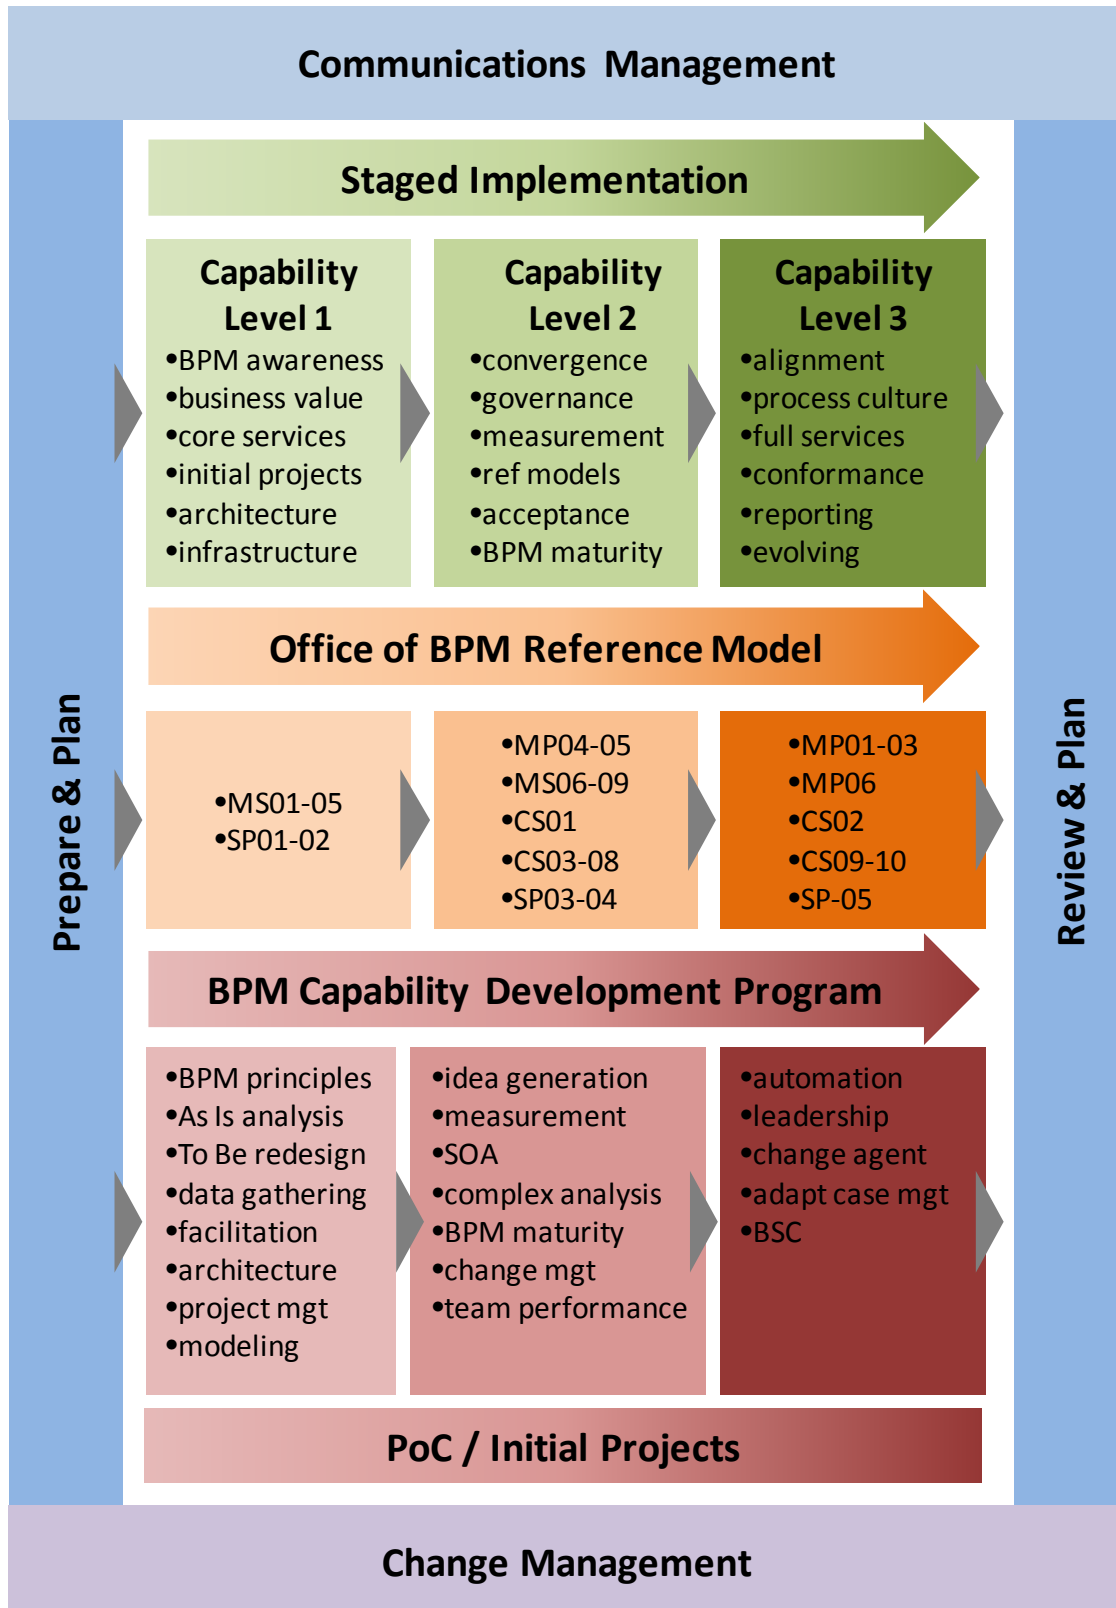 Communications Management
Staged Implementation
Capability
Level 1
•BPM awareness
•business value
•core services
•initial projects
•architecture
•infrastructure
Capability
Level 2
•convergence
•governance
•measurement
•ref models
•acceptance
•BPM maturity
Capability
Level 3
•alignment
•process culture
•full services
•conformance
•reporting
•evolving
Prepare & Plan
Review & Plan
Office of BPM Reference Model
•MS01-05
•SP01-02
•MP04-05
•MS06-09
•CS01
•CS03-08
•SP03-04
•MP01-03
•MP06
•CS02
•CS09-10
•SP-05
BPM Capability Development Program
•BPM principles
•As Is analysis
•To Be redesign
•data gathering
•facilitation
•architecture
•project mgt
•modeling
•idea generation
•measurement
•SOA
•complex analysis
•BPM maturity
•change mgt
•team performance
•automation
•leadership
•change agent
•adapt case mgt
•BSC
PoC / Initial Projects
Change Management